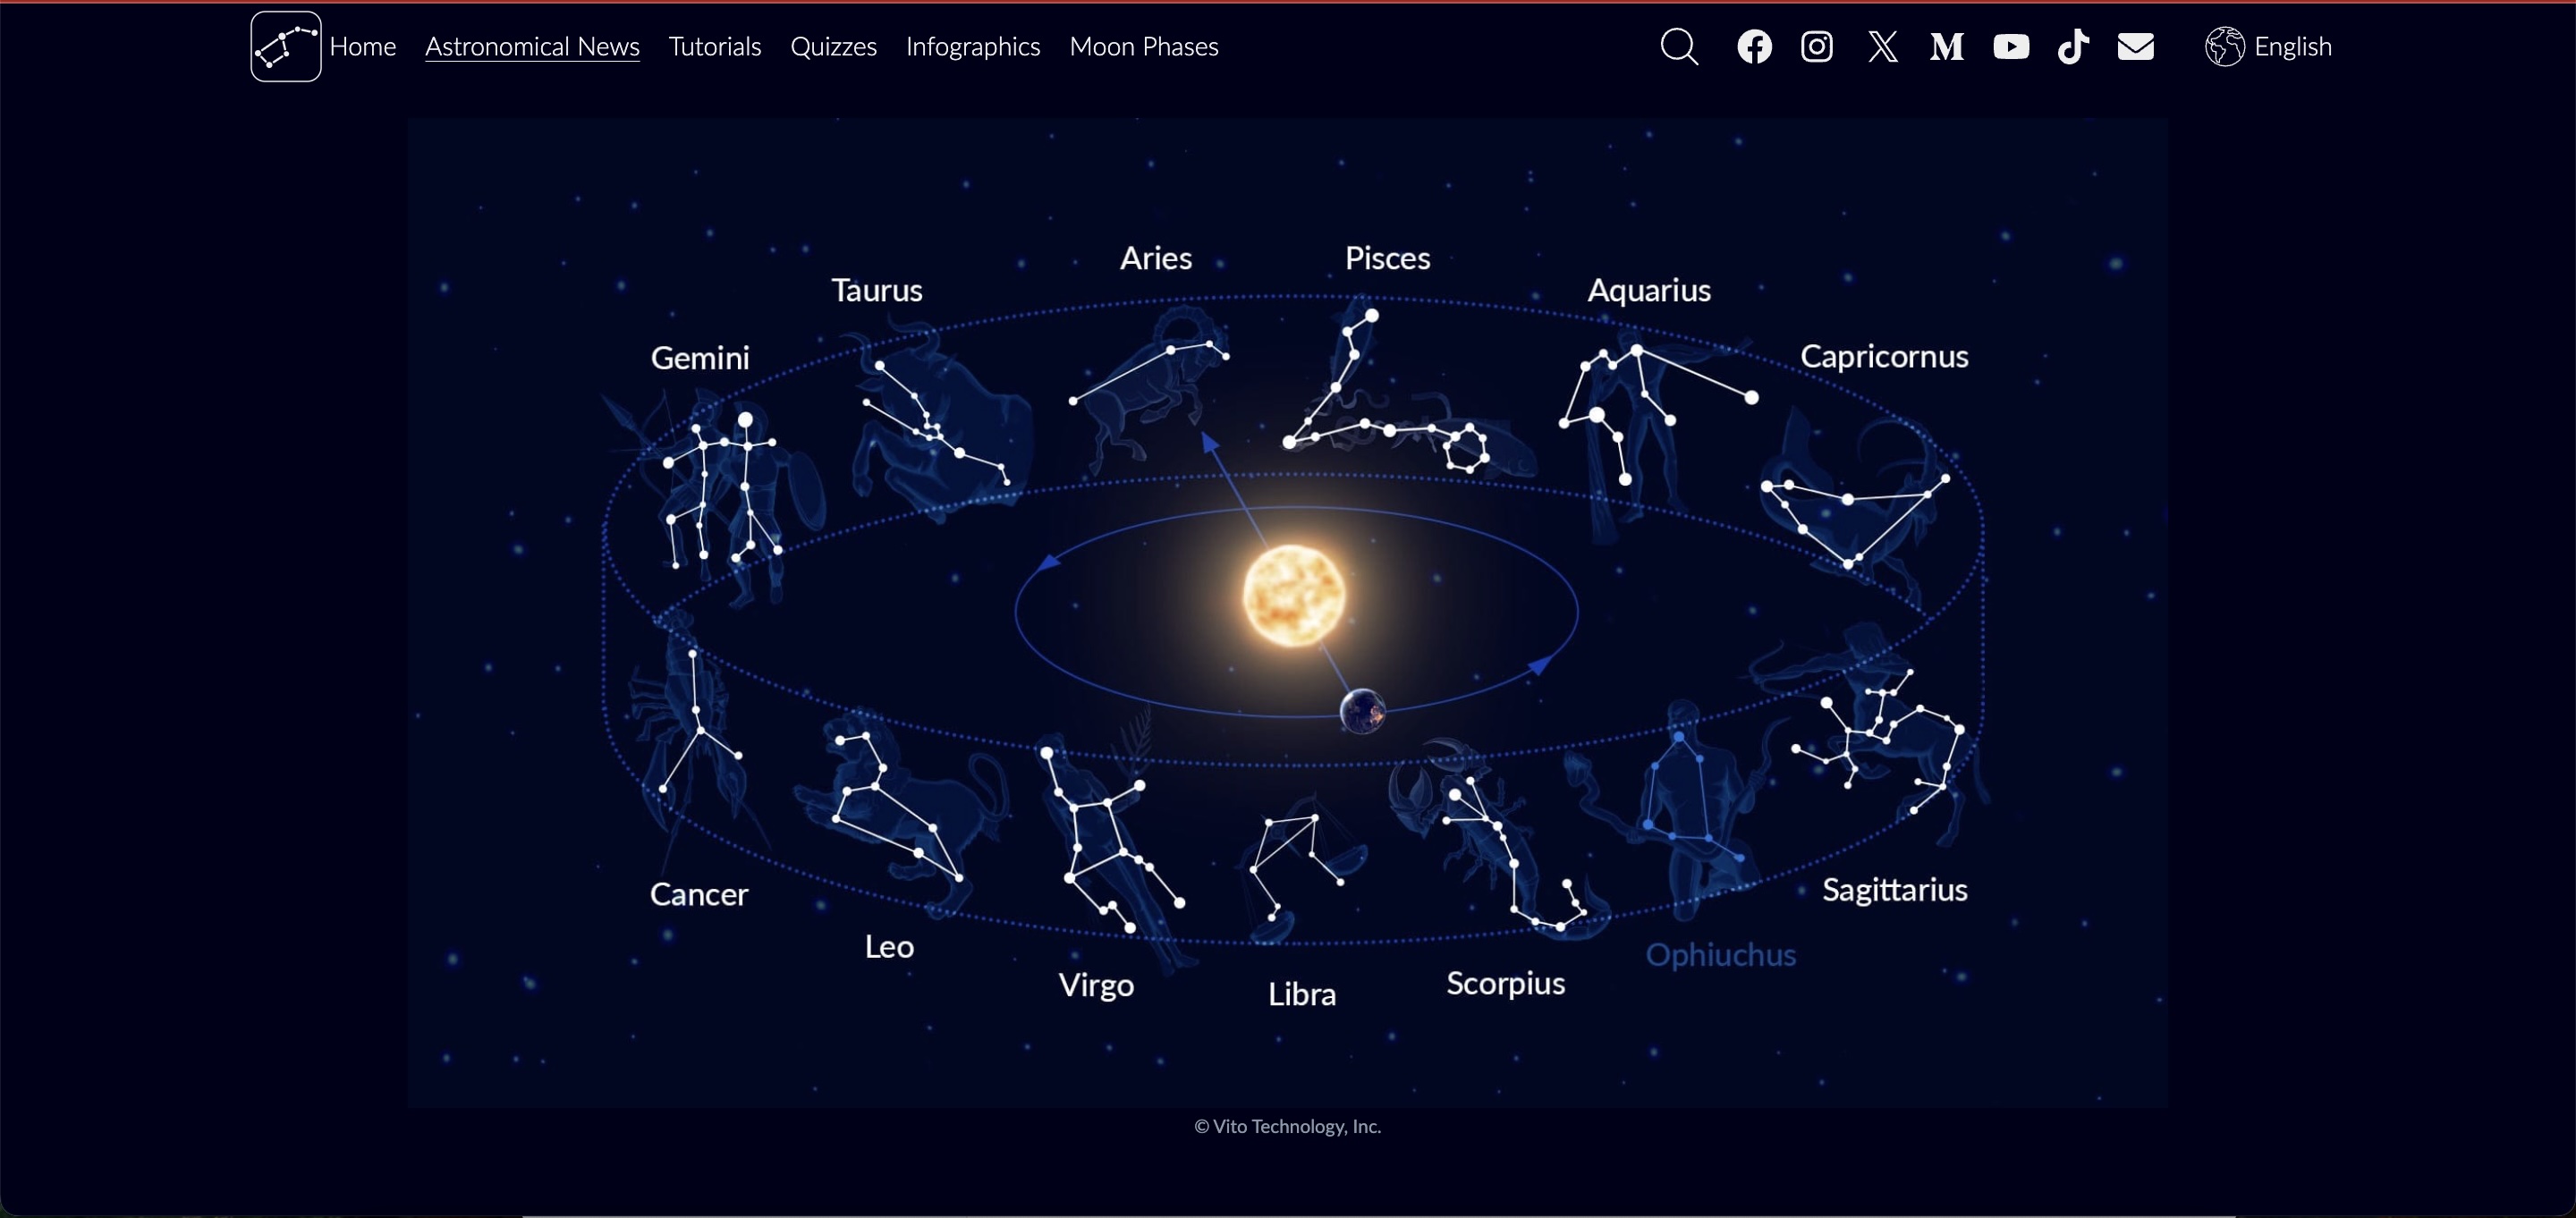 Home Astronomical News Tutorials Quizzes Infographics Moon Phases English
Aries Pisces
Taurus Aquarius
Gemini Capricornus
Cancer Sagittarius
Leo Ophiuchus
Virgo Libra Scorpius
© Vito Technology, Inc.